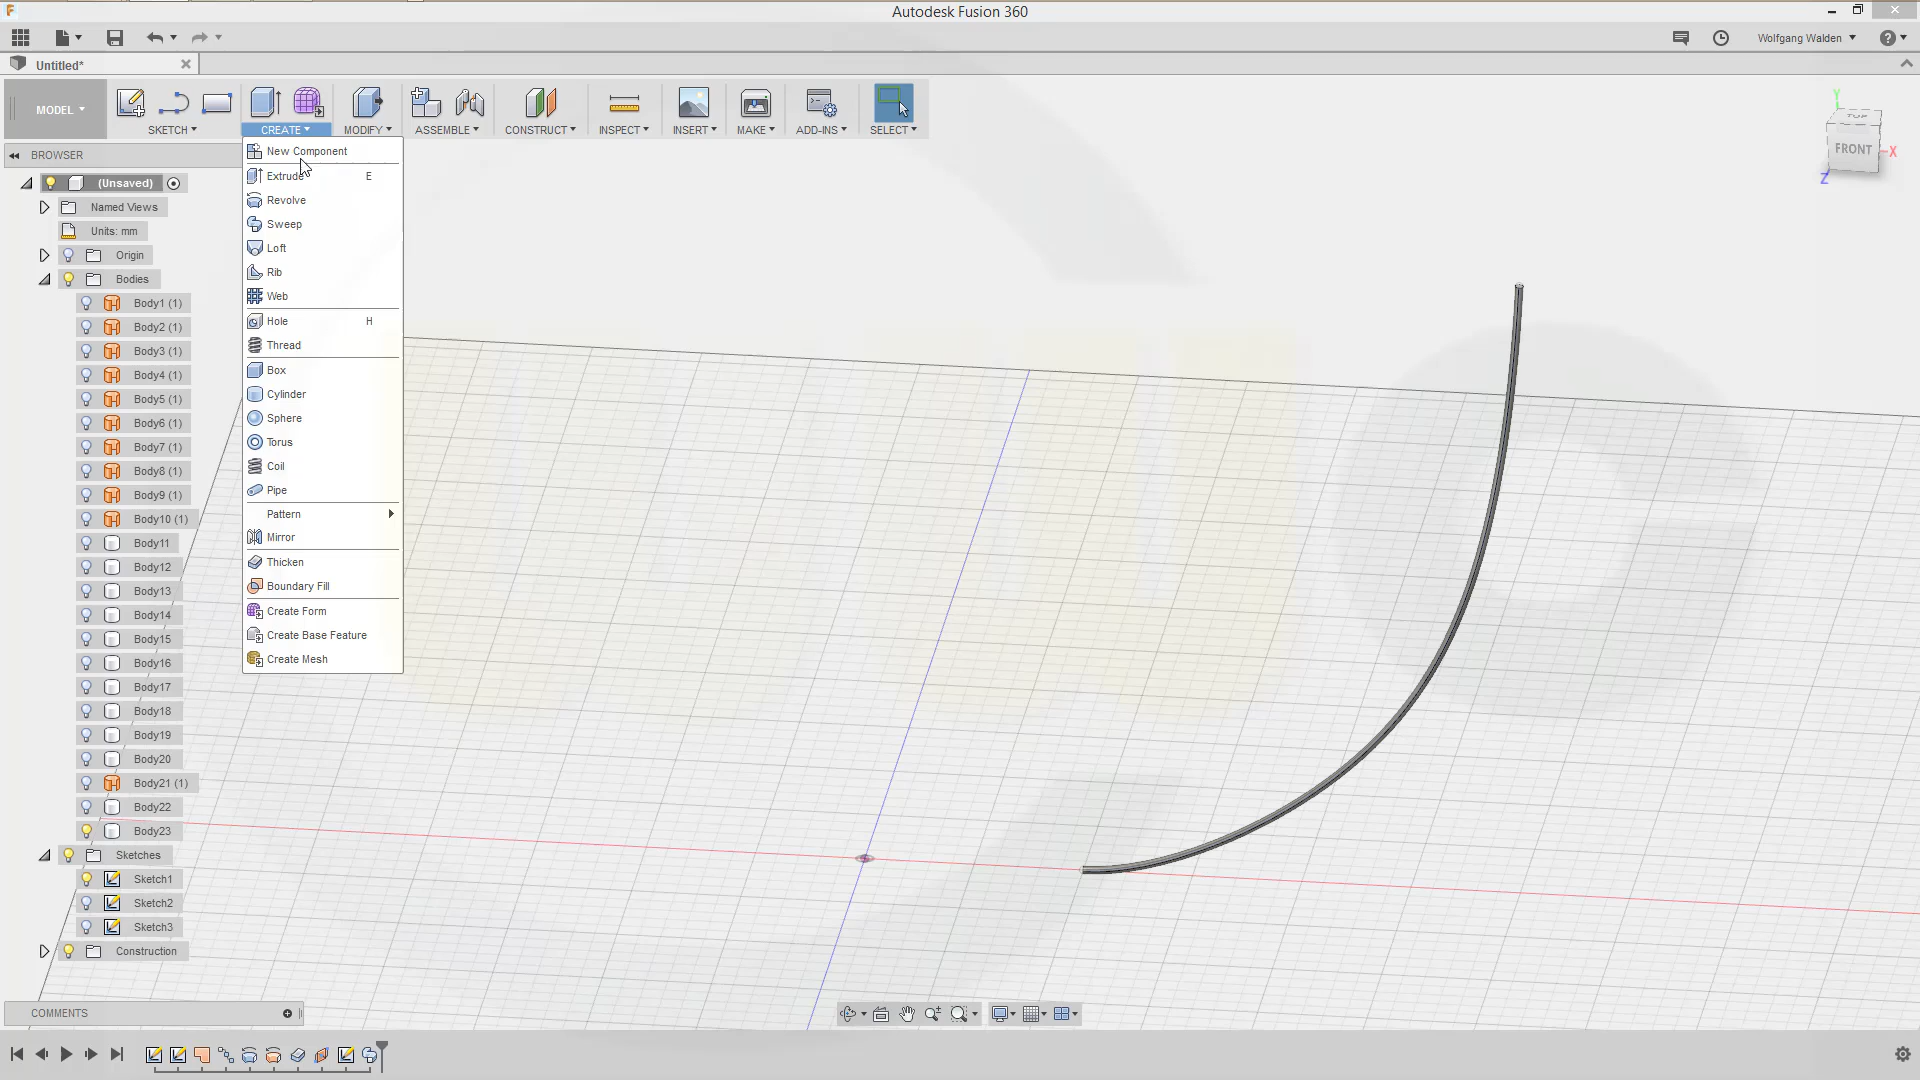 Autodesk Fusion 360
Wolfgang Walden
Untitled*
MODEL
SKETCH
CREATE
MODIFY
ASSEMBLE
CONSTRUCT
INSPECT
INSERT
MAKE
ADD-INS
SELECT
BROWSER
(Unsaved)
Named Views
Units: mm
Origin
Bodies
Body1 (1)
Body2 (1)
Body3 (1)
Body4 (1)
Body5 (1)
Body6 (1)
Body7 (1)
Body8 (1)
Body9 (1)
Body10 (1)
Body11
Body12
Body13
Body14
Body15
Body16
Body17
Body18
Body19
Body20
Body21 (1)
Body22
Body23
Sketches
Sketch1
Sketch2
Sketch3
Construction
New Component
Extrude E
Revolve
Sweep
Loft
Rib
Web
Hole H
Thread
Box
Cylinder
Sphere
Torus
Coil
Pipe
Pattern
Mirror
Thicken
Boundary Fill
Create Form
Create Base Feature
Create Mesh
Y
TOP
FRONT
X
Z
COMMENTS